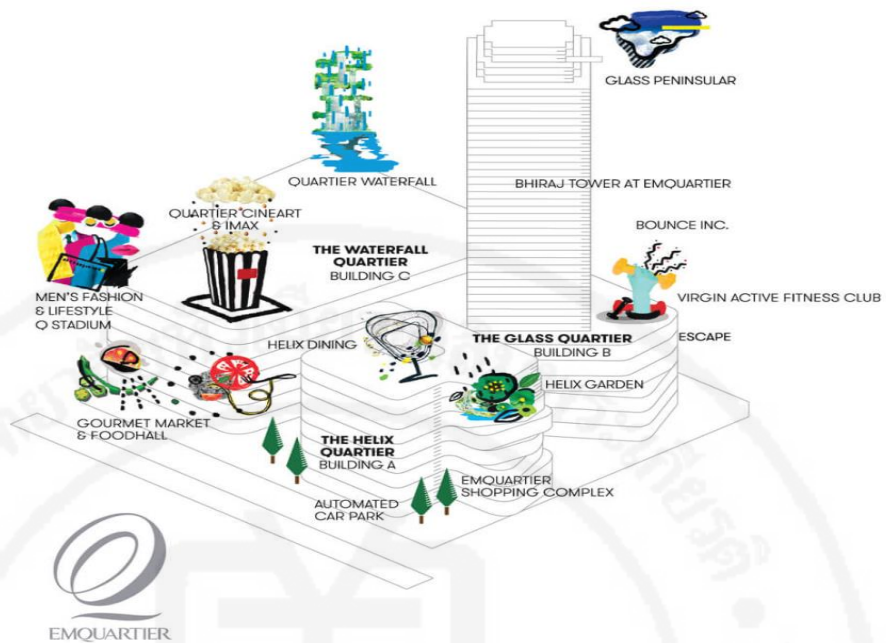 GLASS PENINSULAR
QUARTIER WATERFALL
BHIRAJ TOWER AT EMQUARTIER
QUARTIER CINEART
& IMAX
BOUNCE INC.
THE WATERFALL
QUARTIER
BUILDING C
MEN'S FASHION
& LIFESTYLE
Q STADIUM
VIRGIN ACTIVE FITNESS CLUB
HELIX DINING
THE GLASS QUARTIER
BUILDING B
ESCAPE
HELIX GARDEN
GOURMET MARKET
& FOODHALL
THE HELIX
QUARTIER
BUILDING A
EMQUARTIER
SHOPPING COMPLEX
AUTOMATED
CAR PARK
EMQUARTIER